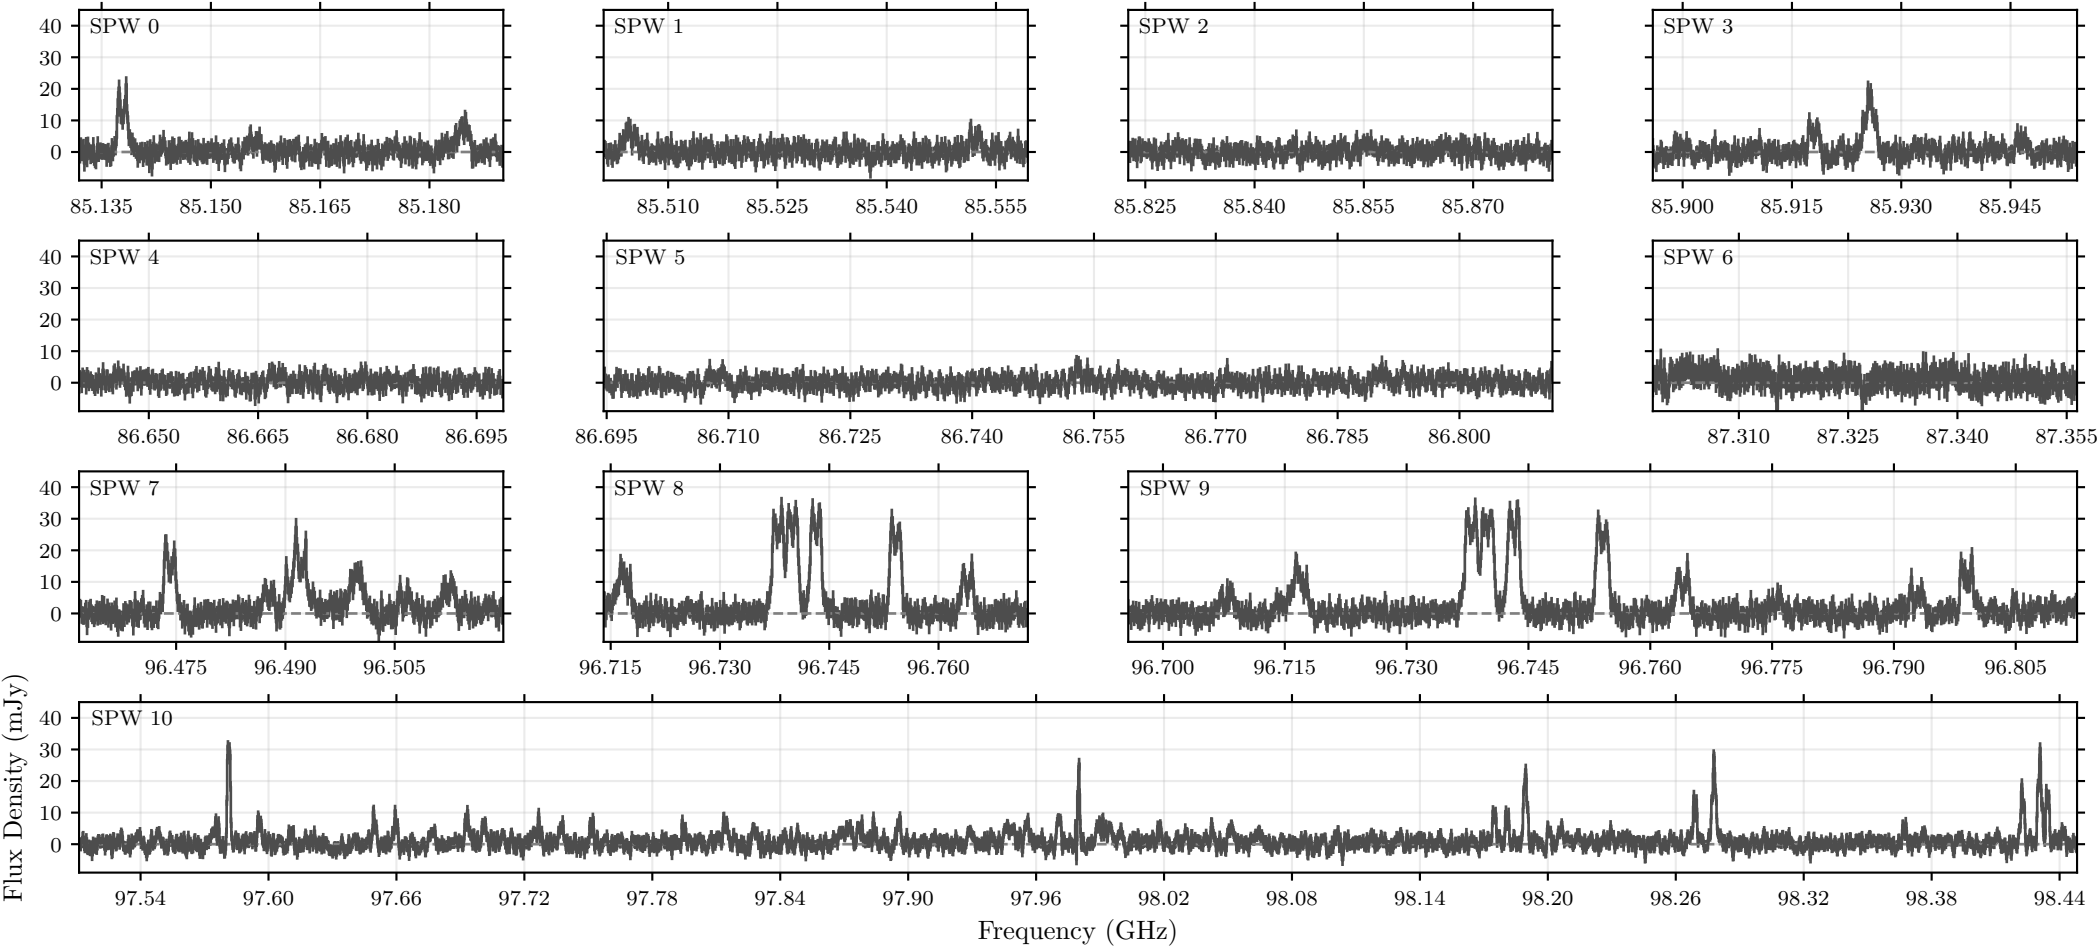 SPW 0 SPW 1 SPW 2 SPW 3
40
30
20
10
0
85.135 85.150 85.165 85.180 85.510 85.525 85.540 85.555 85.825 85.840 85.855 85.870 85.900 85.915 85.930 85.945
SPW 4 SPW 5 SPW 6
40
30
20
10
0
86.650 86.665 86.680 86.695 86.695 86.710 86.725 86.740 86.755 86.770 86.785 86.800 87.310 87.325 87.340 87.355
SPW 7 SPW 8 SPW 9
40
30
20
10
0
96.475 96.490 96.505 96.715 96.730 96.745 96.760 96.700 96.715 96.730 96.745 96.760 96.775 96.790 96.805
SPW 10
40
30
20
10
0
97.54 97.60 97.66 97.72 97.78 97.84 97.90 97.96 98.02 98.08 98.14 98.20 98.26 98.32 98.38 98.44
Flux Density (mJy)
Frequency (GHz)